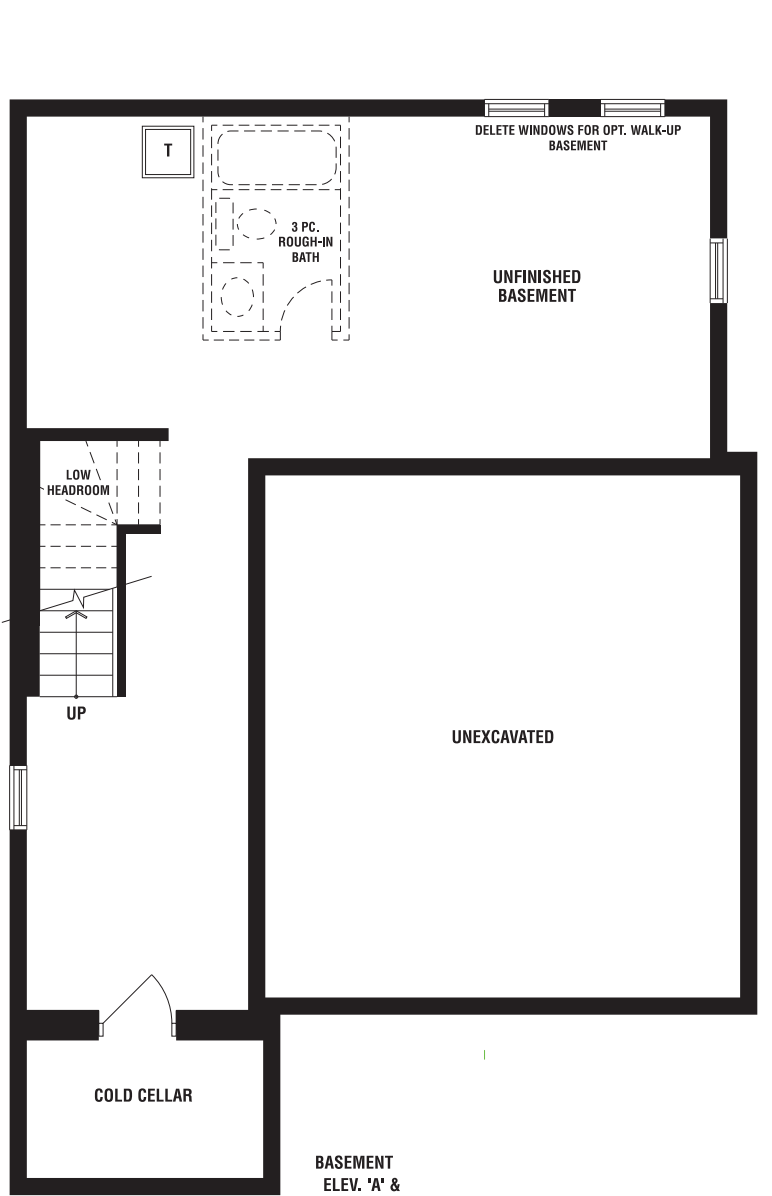 DELETE WINDOWS FOR OPT. WALK-UP
BASEMENT
T
3 PC.
ROUGH-IN
BATH
UNFINISHED
BASEMENT
LOW
HEADROOM
UP
UNEXCAVATED
COLD CELLAR
BASEMENT
ELEV. 'A' &